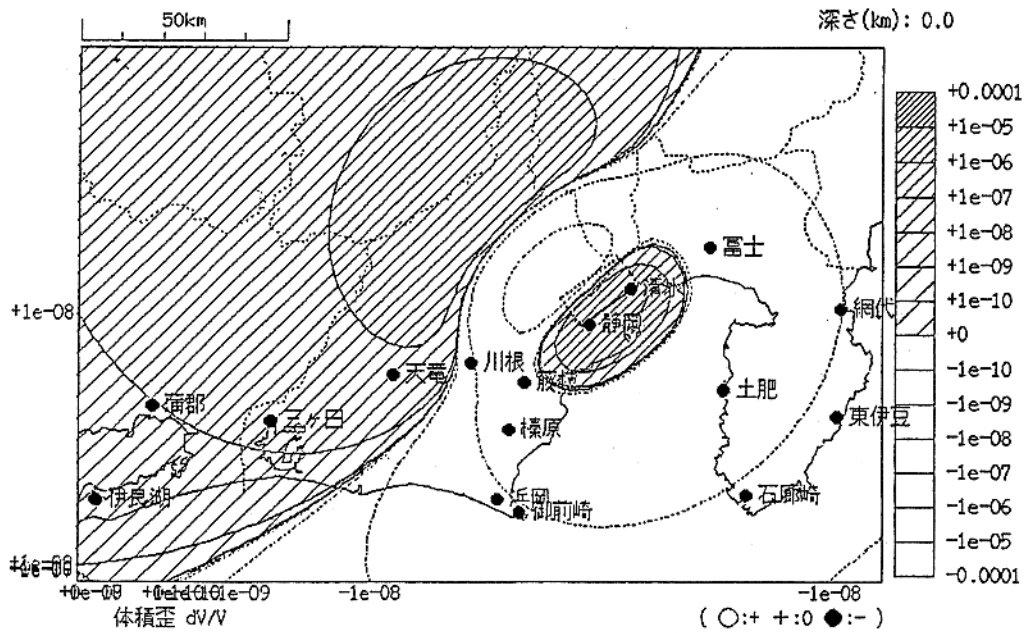 50km
深さ(km): 0.0
+0.0001
+1e-05
+1e-06
+1e-07
+1e-08
+1e-09
+1e-10
+0
-1e-10
-1e-09
-1e-08
-1e-07
-1e-06
-1e-05
-0.0001
冨士
清水
網代
+1e-08
静岡
川根
天竜
藤枝
土肥
蒲郡
三ヶ日
榛原
東伊豆
伊良湖
浜岡
御前崎
石廊崎
-1e-08
-1e-08
体積歪 dV/V
( ○:+ +:0 ●:- )